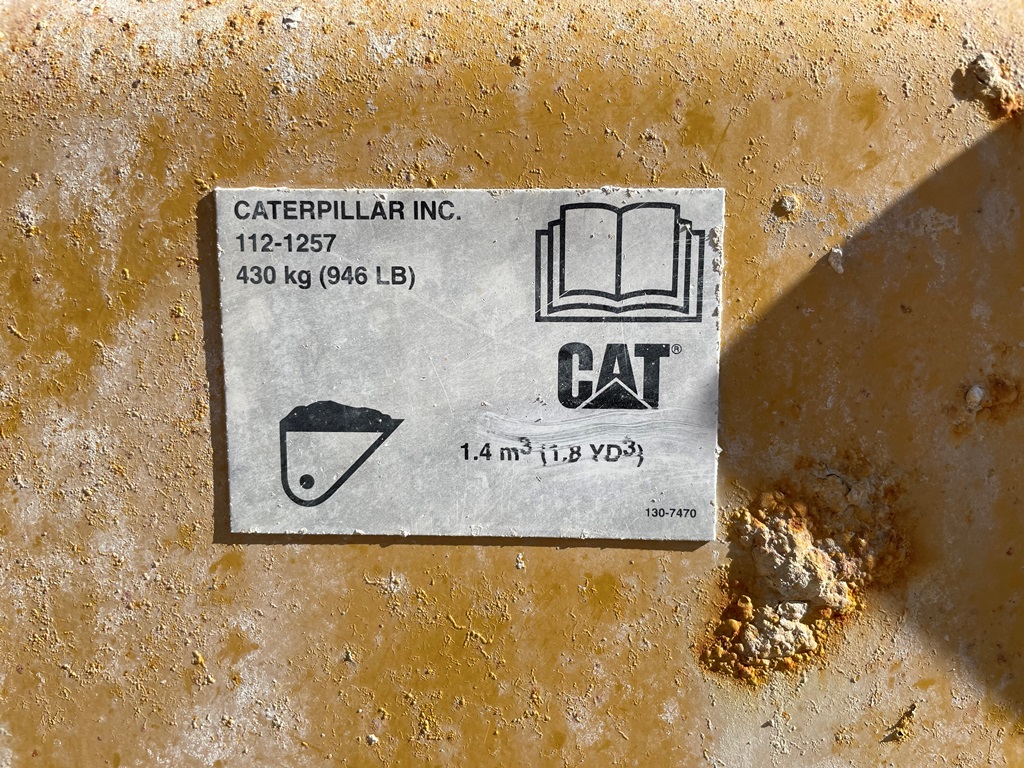 CATERPILLAR INC.
112-1257
430 kg (946 LB)
CAT®
1.4 m³ (1.8 YD³)
130-7470